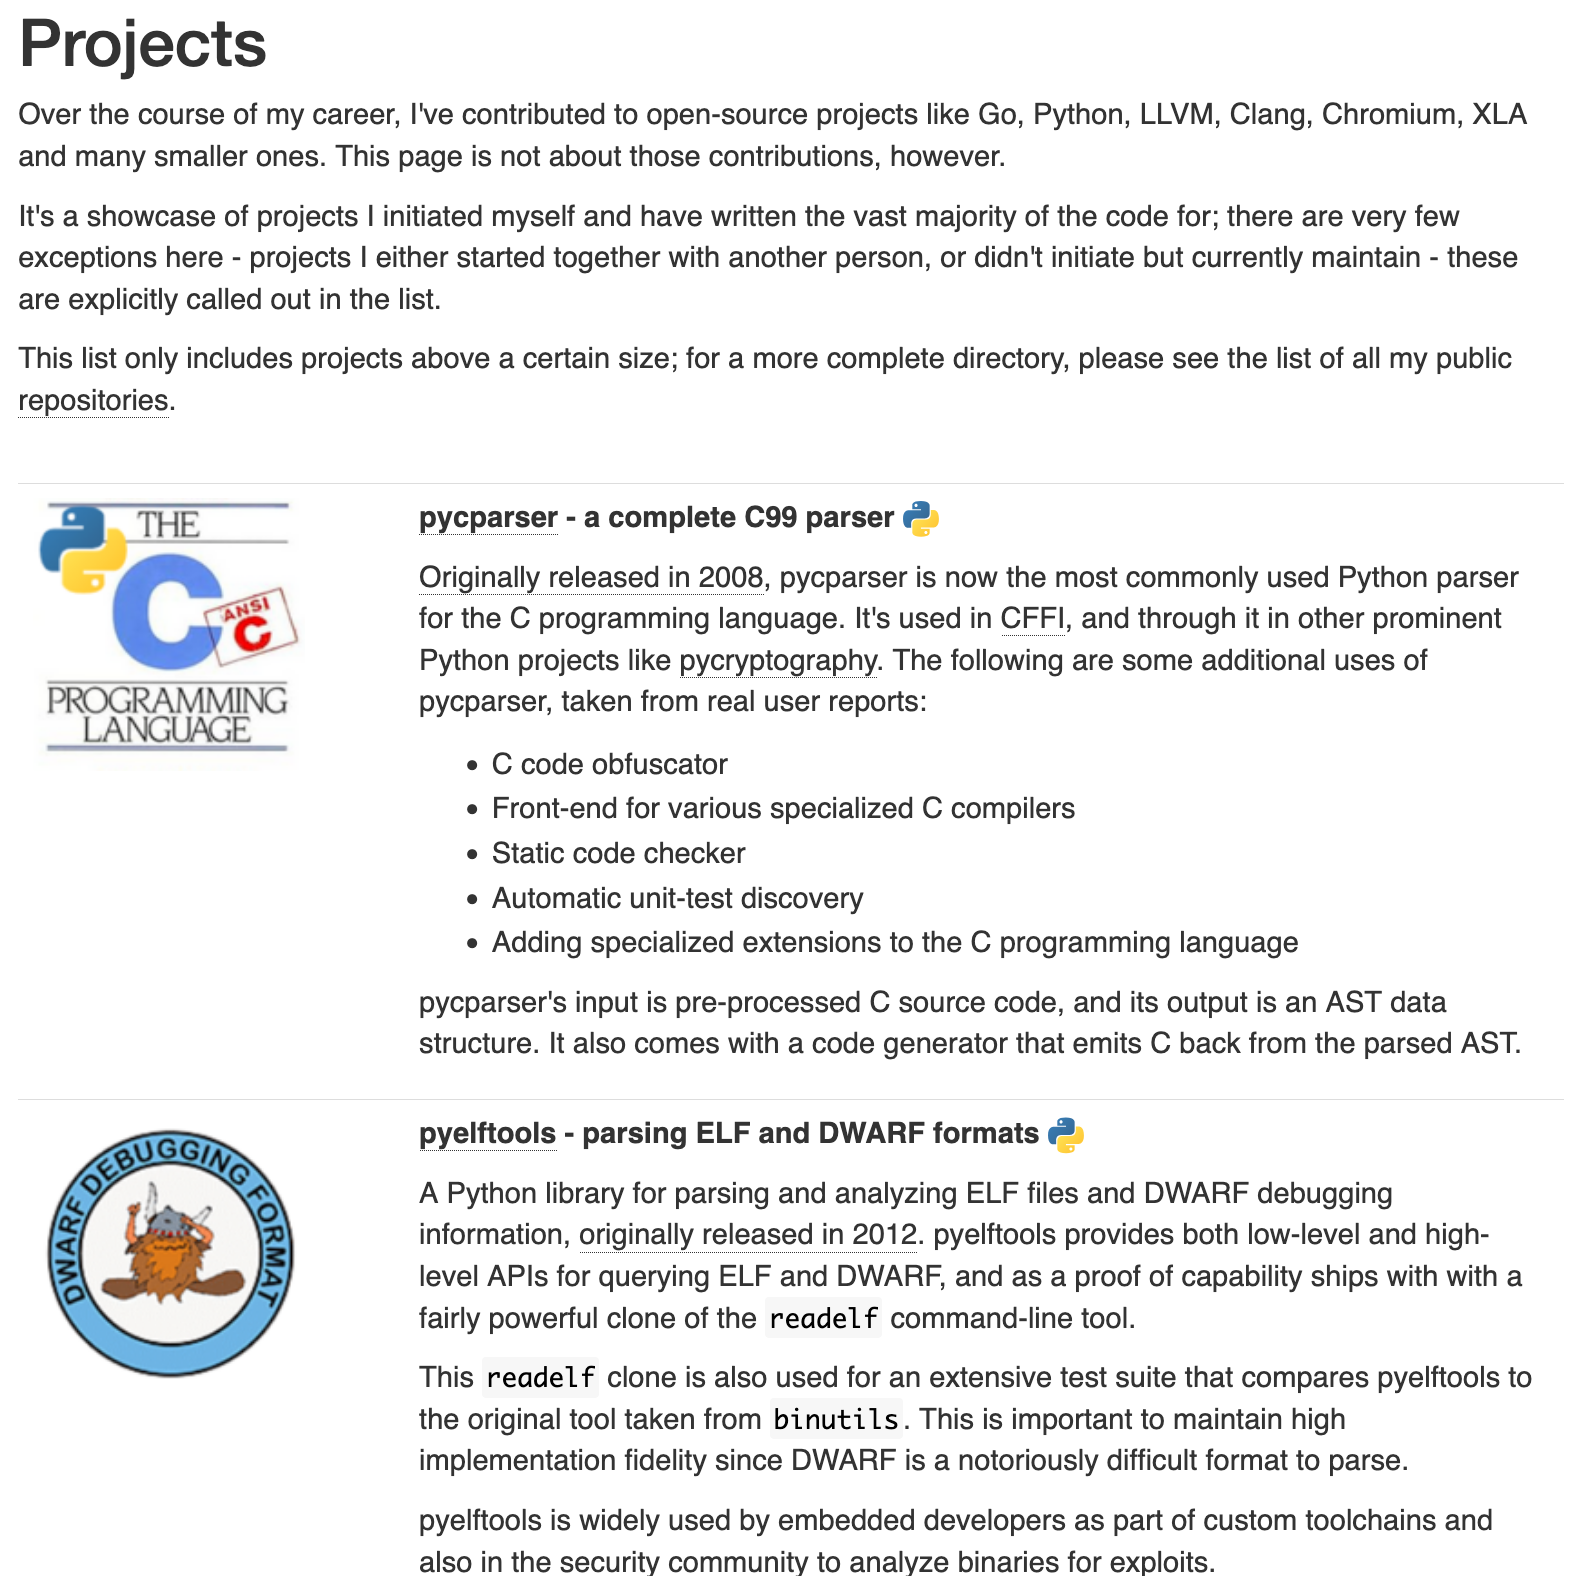 Projects
Over the course of my career, I've contributed to open-source projects like Go, Python, LLVM, Clang, Chromium, XLA
and many smaller ones. This page is not about those contributions, however.
It's a showcase of projects I initiated myself and have written the vast majority of the code for; there are very few
exceptions here - projects I either started together with another person, or didn't initiate but currently maintain - these
are explicitly called out in the list.
This list only includes projects above a certain size; for a more complete directory, please see the list of all my public
repositories.
THE
C
ANSI
C
PROGRAMMING
LANGUAGE
pycparser - a complete C99 parser
Originally released in 2008, pycparser is now the most commonly used Python parser
for the C programming language. It's used in CFFI, and through it in other prominent
Python projects like pycryptography. The following are some additional uses of
pycparser, taken from real user reports:
• C code obfuscator
• Front-end for various specialized C compilers
• Static code checker
• Automatic unit-test discovery
• Adding specialized extensions to the C programming language
pycparser's input is pre-processed C source code, and its output is an AST data
structure. It also comes with a code generator that emits C back from the parsed AST.
DWARF DEBUGGING FORMAT
pyelftools - parsing ELF and DWARF formats
A Python library for parsing and analyzing ELF files and DWARF debugging
information, originally released in 2012. pyelftools provides both low-level and high-
level APIs for querying ELF and DWARF, and as a proof of capability ships with with a
fairly powerful clone of the readelf command-line tool.
This readelf clone is also used for an extensive test suite that compares pyelftools to
the original tool taken from binutils. This is important to maintain high
implementation fidelity since DWARF is a notoriously difficult format to parse.
pyelftools is widely used by embedded developers as part of custom toolchains and
also in the security community to analyze binaries for exploits.